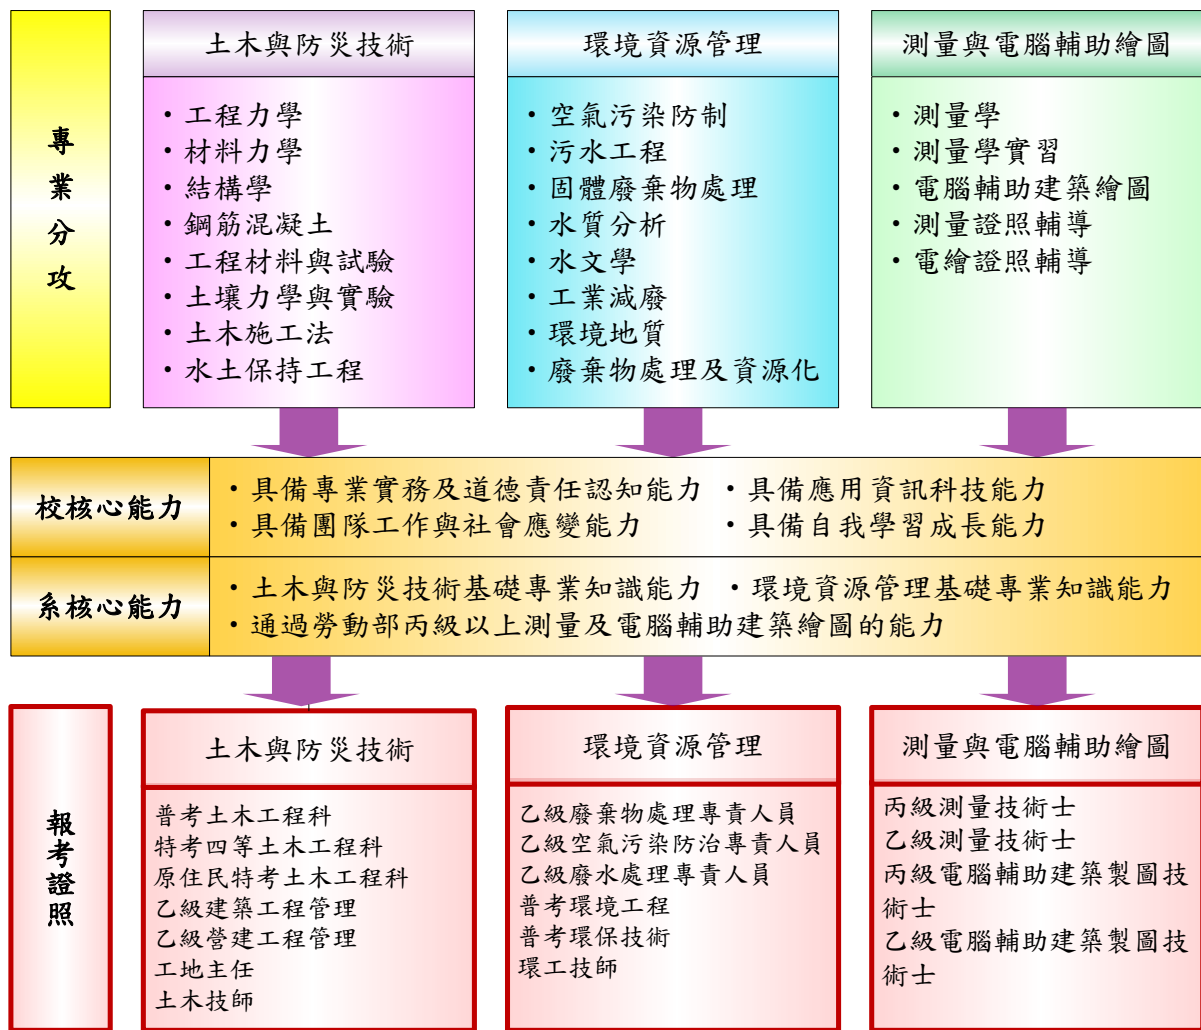 專業分攻
土木與防災技術
・工程力學
・材料力學
・結構學
・鋼筋混凝土
・工程材料與試驗
・土壤力學與實驗
・土木施工法
・水土保持工程
環境資源管理
・空氣污染防制
・污水工程
・固體廢棄物處理
・水質分析
・水文學
・工業減廢
・環境地質
・廢棄物處理及資源化
測量與電腦輔助繪圖
・測量學
・測量學實習
・電腦輔助建築繪圖
・測量證照輔導
・電繪證照輔導
校核心能力
・具備專業實務及道德責任認知能力 ・具備應用資訊科技能力
・具備團隊工作與社會應變能力 ・具備自我學習成長能力
系核心能力
・土木與防災技術基礎專業知識能力 ・環境資源管理基礎專業知識能力
・通過勞動部丙級以上測量及電腦輔助建築繪圖的能力
報考證照
土木與防災技術
普考土木工程科
特考四等土木工程科
原住民特考土木工程科
乙級建築工程管理
乙級營建工程管理
工地主任
土木技師
環境資源管理
乙級廢棄物處理專責人員
乙級空氣污染防治專責人員
乙級廢水處理專責人員
普考環境工程
普考環保技術
環工技師
測量與電腦輔助繪圖
丙級測量技術士
乙級測量技術士
丙級電腦輔助建築製圖技
術士
乙級電腦輔助建築製圖技
術士